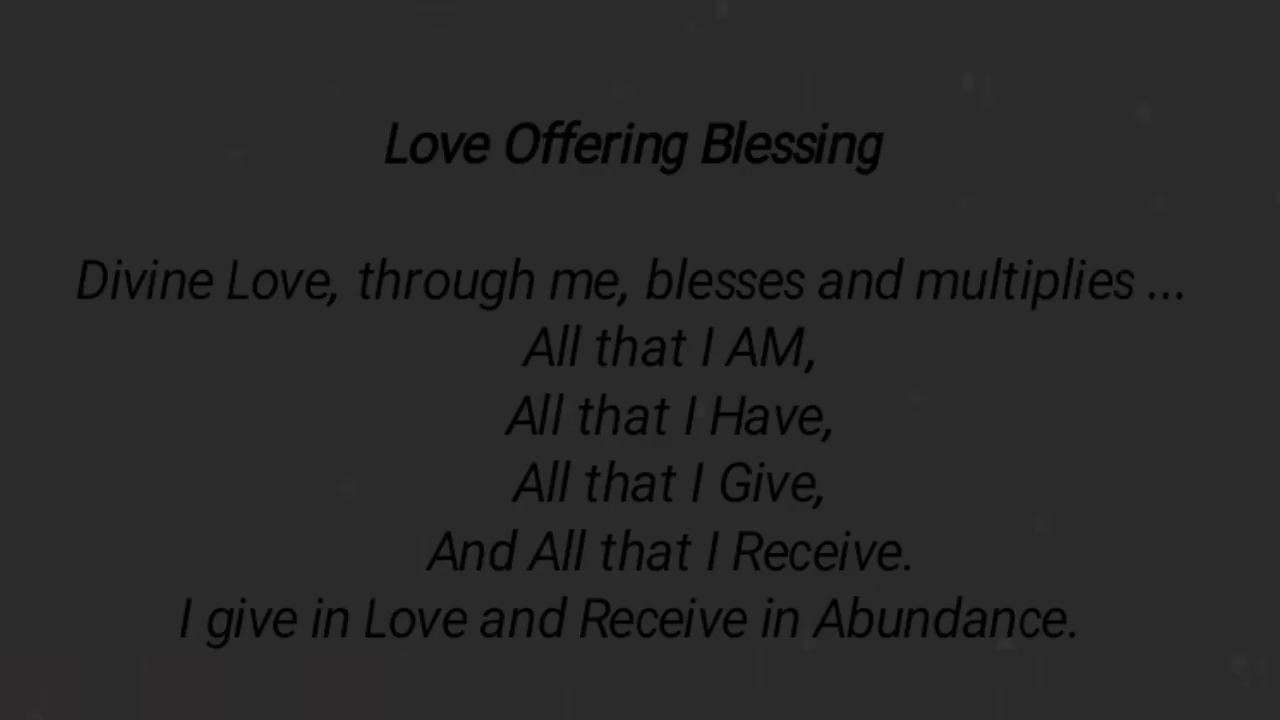 Love Offering Blessing
Divine Love, through me, blesses and multiplies ...
All that I AM,
All that I Have,
All that I Give,
And All that I Receive.
I give in Love and Receive in Abundance.